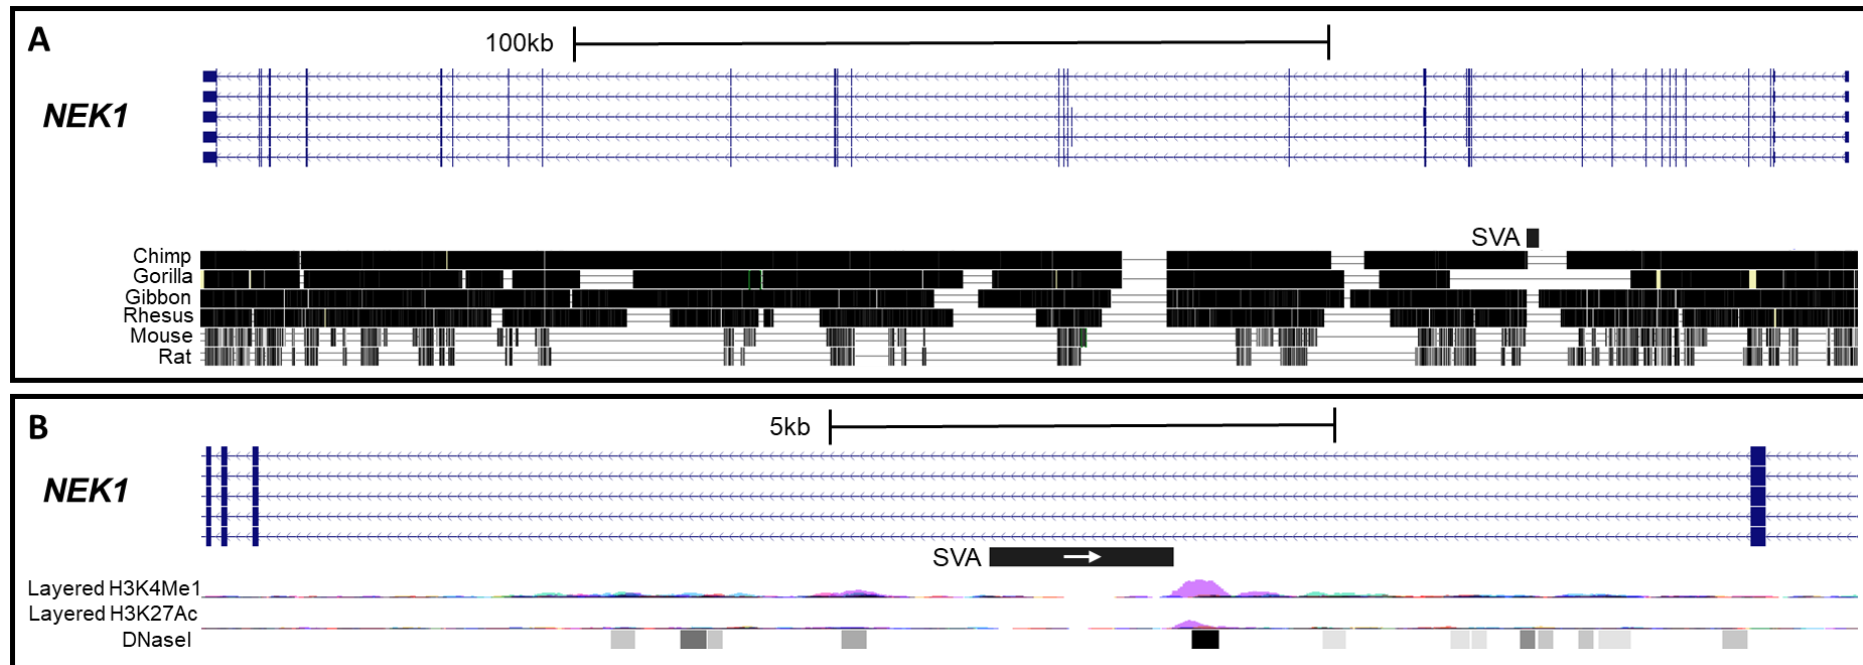 A
100kb
NEK1
SVA
Chimp
Gorilla
Gibbon
Rhesus
Mouse
Rat
B
5kb
NEK1
SVA
Layered H3K4Me1
Layered H3K27Ac
DNaseI